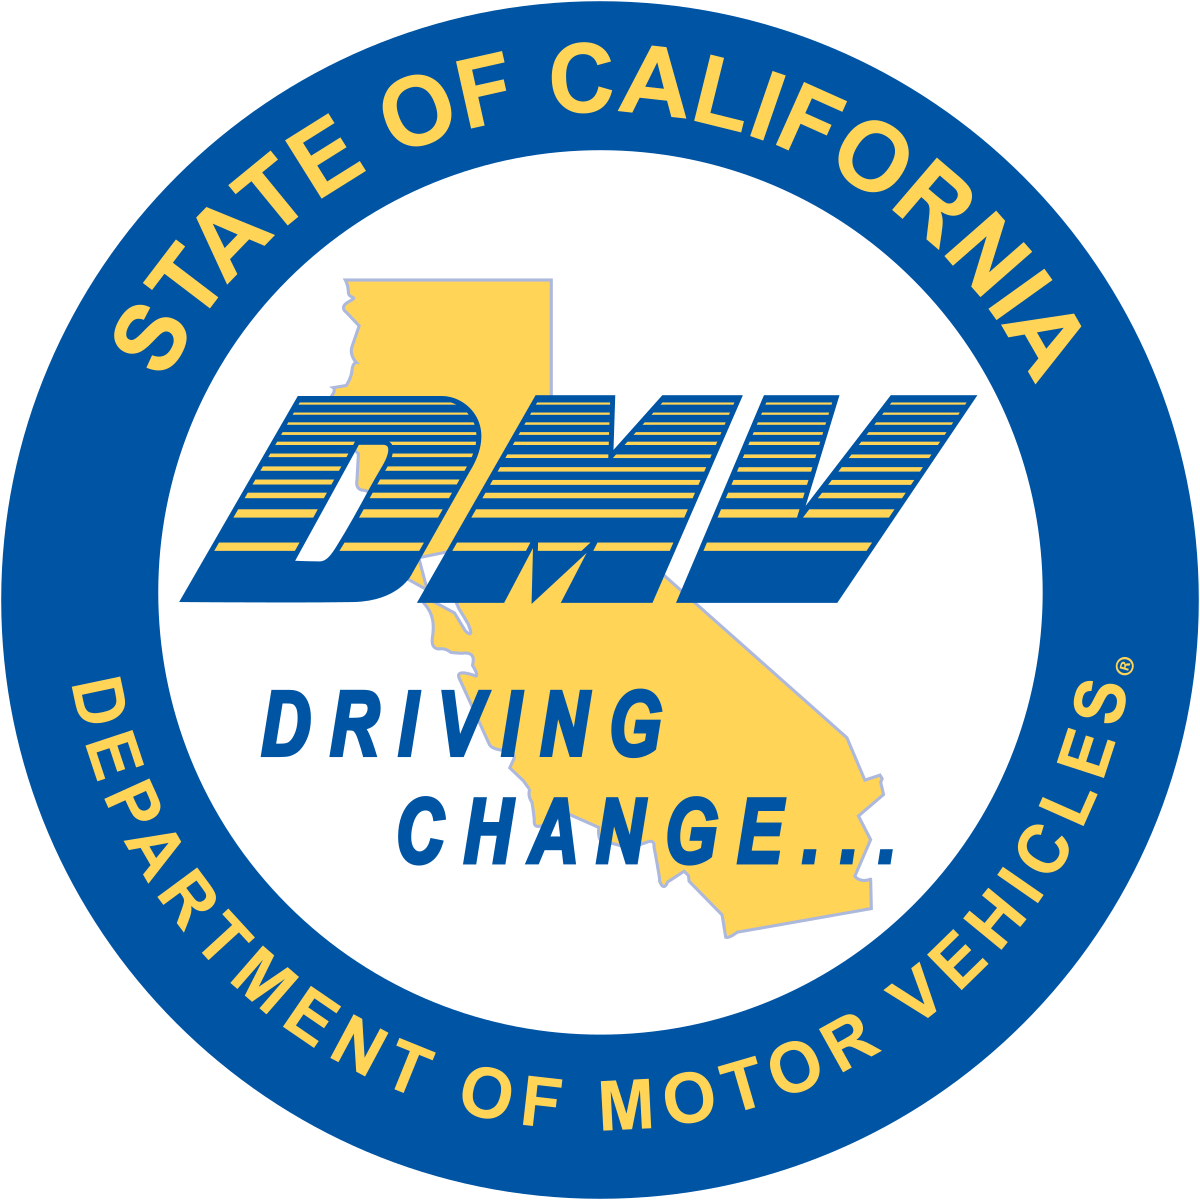 STATE OF CALIFORNIA
DMV
DRIVING
CHANGE...
DEPARTMENT OF MOTOR VEHICLES®